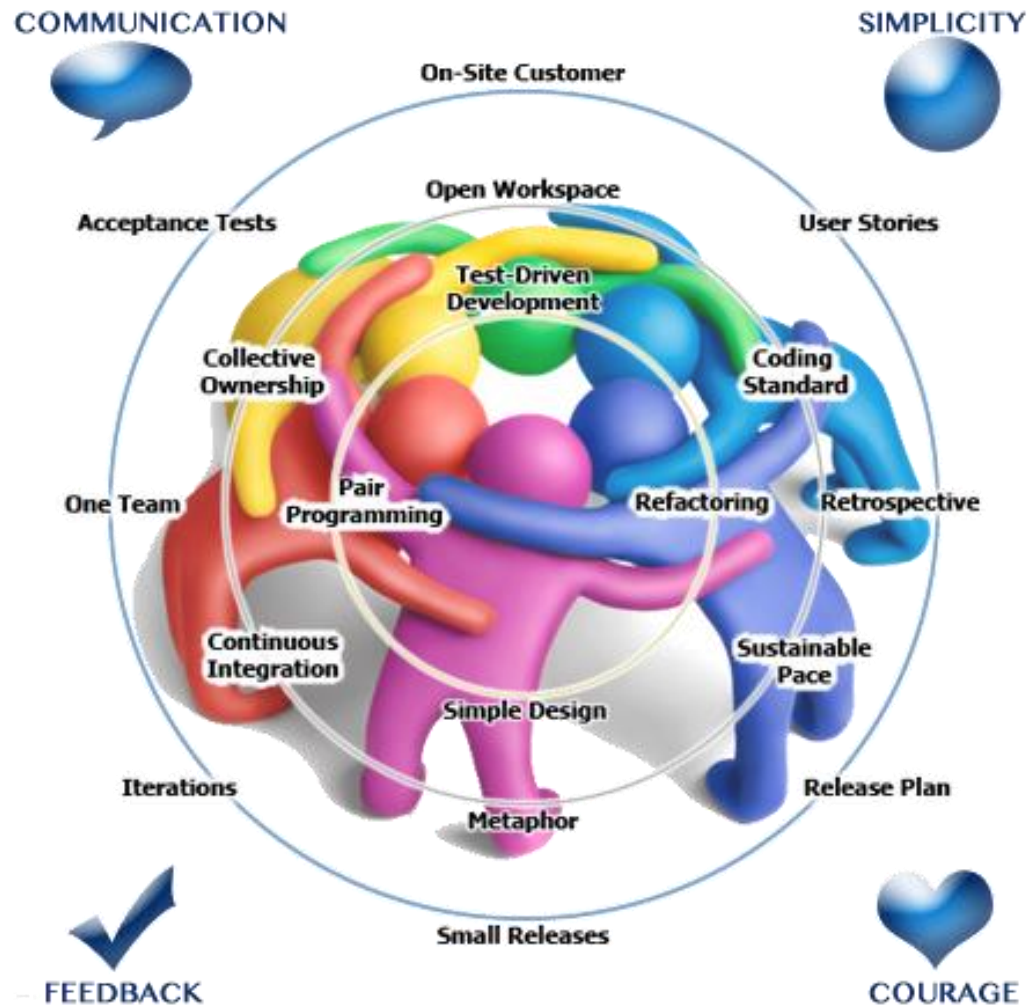 COMMUNICATION
SIMPLICITY
On-Site Customer
Open Workspace
Acceptance Tests
User Stories
Test-Driven
Development
Collective
Ownership
Coding
Standard
One Team
Pair
Programming
Refactoring
Retrospective
Continuous
Integration
Sustainable
Pace
Simple Design
Iterations
Release Plan
Metaphor
Small Releases
FEEDBACK
COURAGE